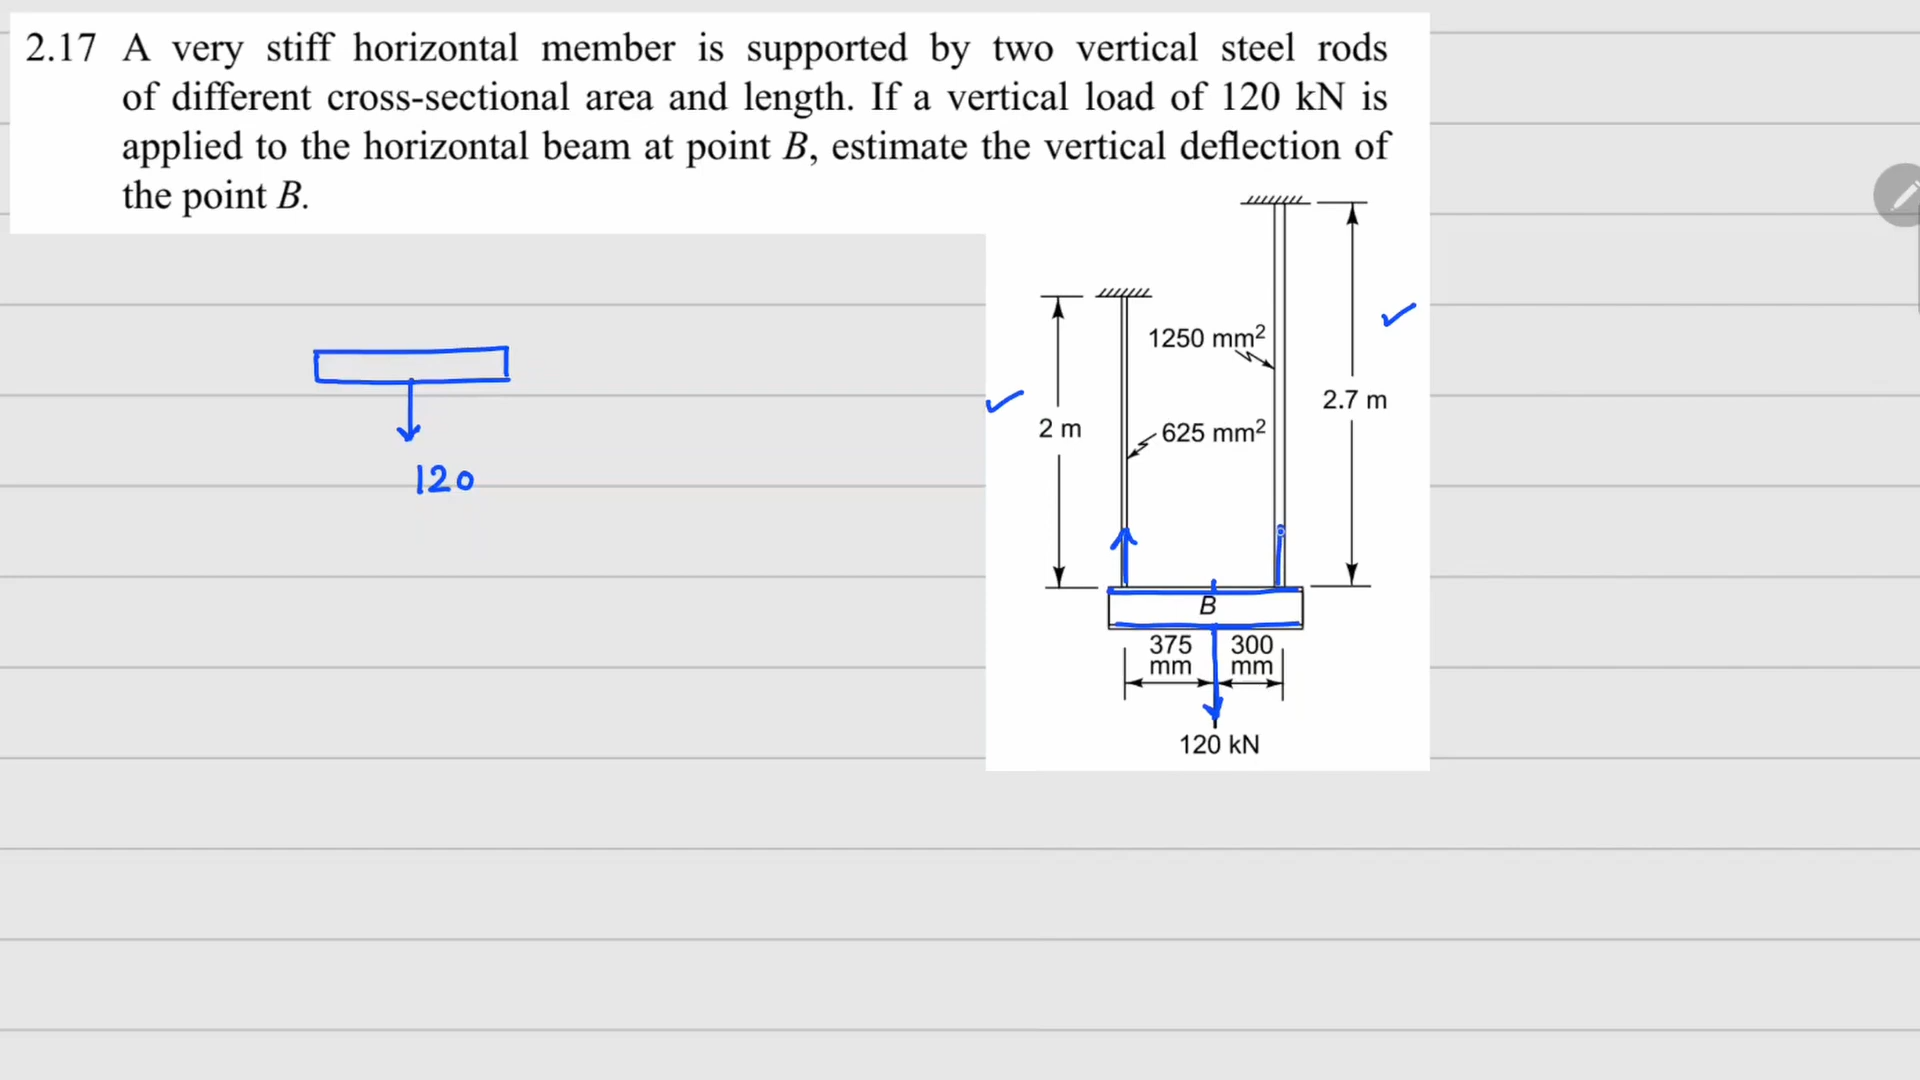 2.17 A very stiff horizontal member is supported by two vertical steel rods
of different cross-sectional area and length. If a vertical load of 120 kN is
applied to the horizontal beam at point B, estimate the vertical deflection of
the point B.
1250 mm²
2.7 m
2 m
625 mm²
120
B
375 mm
300 mm
120 kN